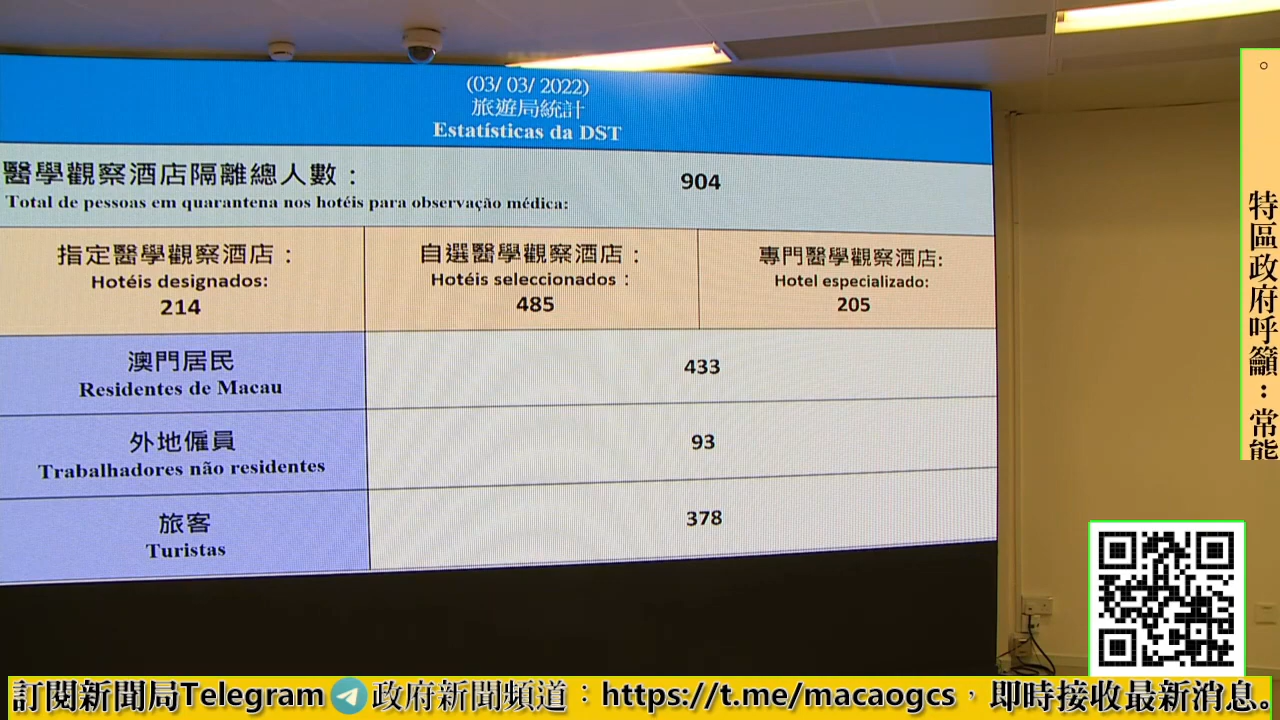 (03/ 03/ 2022)
旅遊局統計
Estatísticas da DST
醫學觀察酒店隔離總人數：
Total de pessoas em quarantena nos hotéis para observação médica:
904
指定醫學觀察酒店：
Hotéis designados:
214
自選醫學觀察酒店：
Hotéis seleccionados：
485
專門醫學觀察酒店:
Hotel especializado:
205
澳門居民
Residentes de Macau
433
外地僱員
Trabalhadores não residentes
93
旅客
Turistas
378
。 特區政府呼籲：常能
訂閱新聞局Telegram 政府新聞頻道：https://t.me/macaogcs，即時接收最新消息。